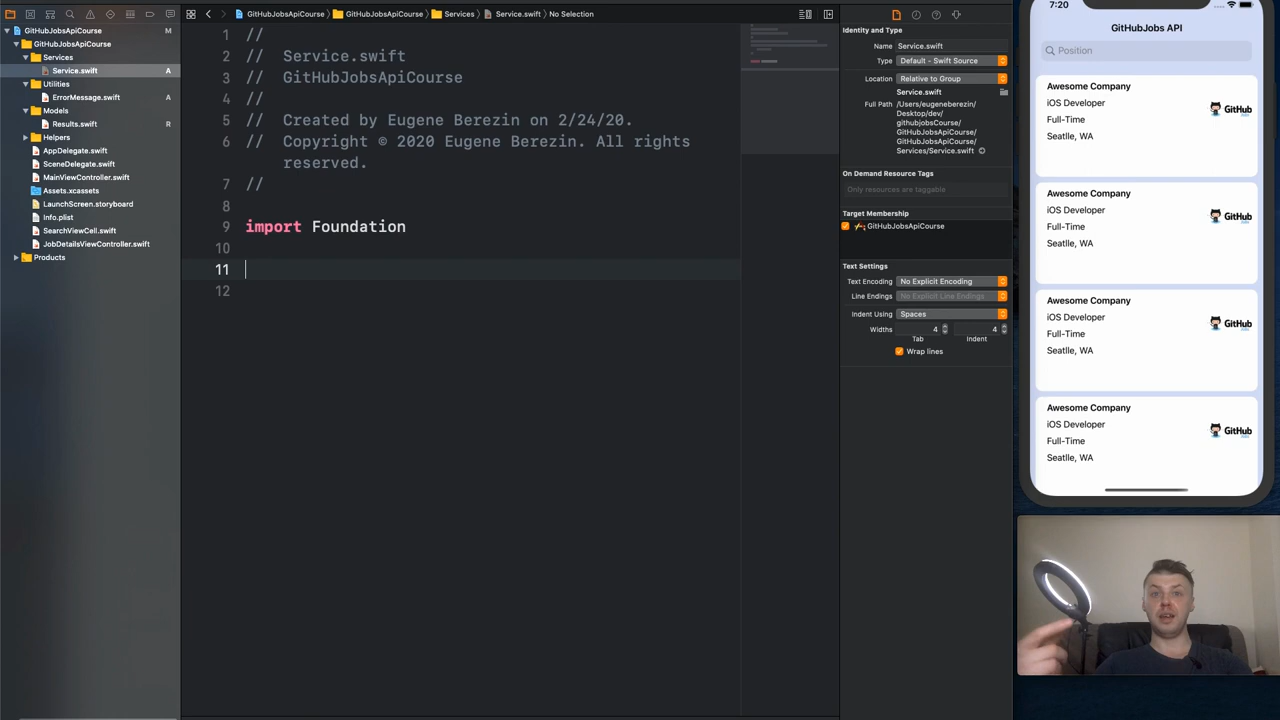 GitHubJobsApiCourse M
GitHubJobsApiCourse
Services
Service.swift A
Utilities
ErrorMessage.swift A
Models
Results.swift R
Helpers
AppDelegate.swift
SceneDelegate.swift
MainViewController.swift
Assets.xcassets
LaunchScreen.storyboard
Info.plist
SearchViewCell.swift
JobDetailsViewController.swift
Products
GitHubJobsApiCourse GitHubJobsApiCourse Services Service.swift No Selection
1 //
2 // Service.swift
3 // GitHubJobsApiCourse
4 //
5 // Created by Eugene Berezin on 2/24/20.
6 // Copyright © 2020 Eugene Berezin. All rights
reserved.
7 //
8
9 import Foundation
10
11
12
Identity and Type
Name Service.swift
Type Default - Swift Source
Location Relative to Group
Service.swift
Full Path /Users/eugeneberezin/
Desktop/dev/
githubjobsCourse/
GitHubJobsApiCourse/
GitHubJobsApiCourse/
Services/Service.swift
On Demand Resource Tags
Only resources are taggable
Target Membership
GitHubJobsApiCourse
Text Settings
Text Encoding No Explicit Encoding
Line Endings No Explicit Line Endings
Indent Using Spaces
Widths 4 4
Tab Indent
Wrap lines
7:20
GitHubJobs API
Position
Awesome Company
iOS Developer
Full-Time
Seatlle, WA
GitHub
Awesome Company
iOS Developer
Full-Time
Seatlle, WA
GitHub
Awesome Company
iOS Developer
Full-Time
Seatlle, WA
GitHub
Awesome Company
iOS Developer
Full-Time
Seatlle, WA
GitHub